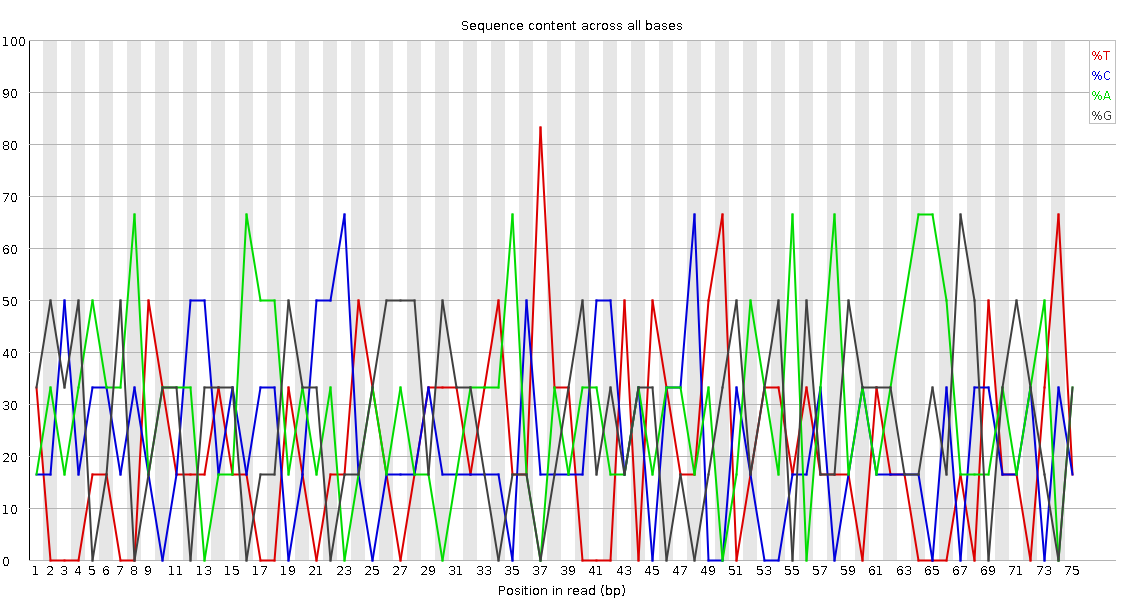 Sequence content across all bases
100
90
80
70
60
50
40
30
20
10
0
%T
%C
%A
%G
1 2 3 4 5 6 7 8 9 11 13 15 17 19 21 23 25 27 29 31 33 35 37 39 41 43 45 47 49 51 53 55 57 59 61 63 65 67 69 71 73 75
Position in read (bp)